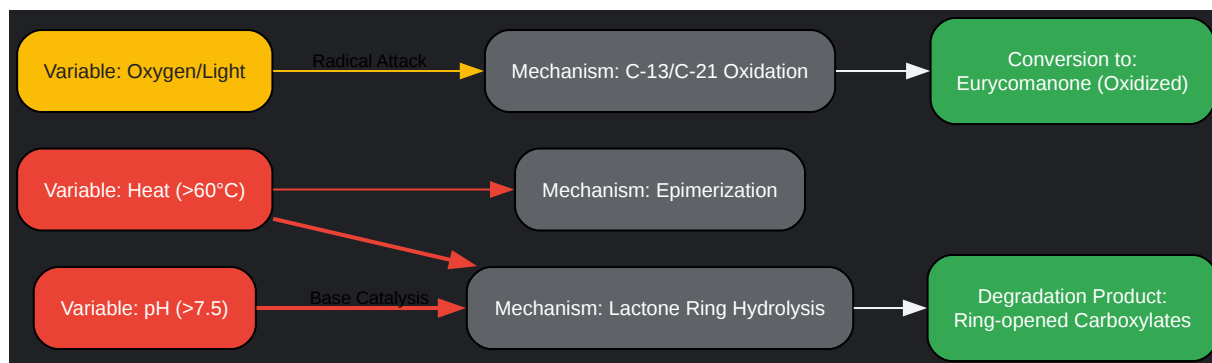 Variable: Oxygen/Light
Radical Attack
Mechanism: C-13/C-21 Oxidation
Conversion to:
Eurycomanone (Oxidized)
Variable: Heat (>60°C)
Mechanism: Epimerization
Variable: pH (>7.5)
Base Catalysis
Mechanism: Lactone Ring Hydrolysis
Degradation Product:
Ring-opened Carboxylates